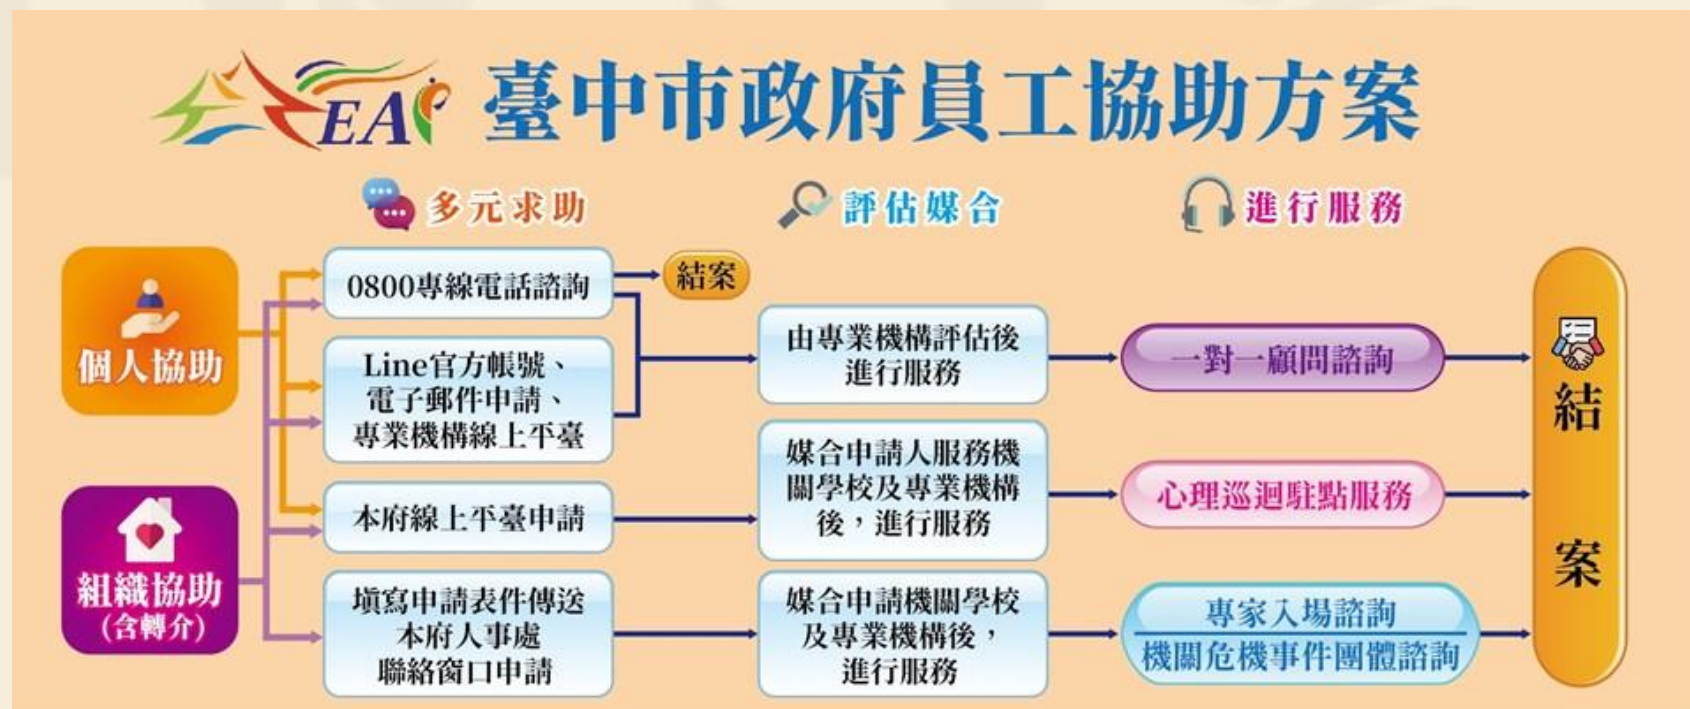 EAP 臺中市政府員工協助方案
多元求助
評估媒合
進行服務
個人協助
組織協助
(含轉介)
0800專線電話諮詢
結案
Line官方帳號、
電子郵件申請、
專業機構線上平臺
本府線上平臺申請
填寫申請表件傳送
本府人事處
聯絡窗口申請
由專業機構評估後
進行服務
媒合申請人服務機
關學校及專業機構
後，進行服務
媒合申請機關學校
及專業機構後，
進行服務
一對一顧問諮詢
心理巡迴駐點服務
專家入場諮詢
機關危機事件團體諮詢
結
案